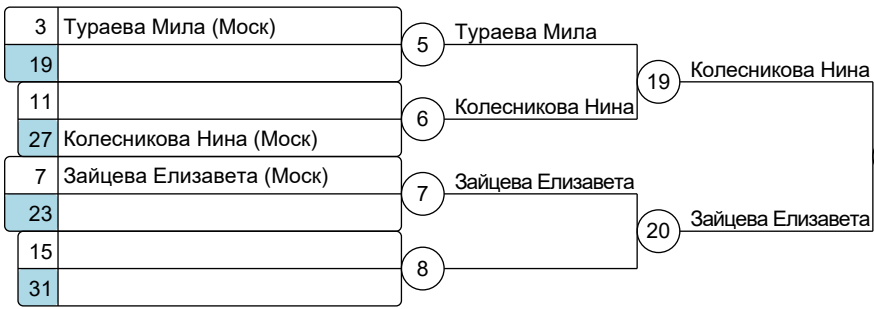 3 Тураева Мила (Моск)
19
11
27 Колесникова Нина (Моск)
7 Зайцева Елизавета (Моск)
23
15
31
5 Тураева Мила
6 Колесникова Нина
7 Зайцева Елизавета
8
19 Колесникова Нина
20 Зайцева Елизавета